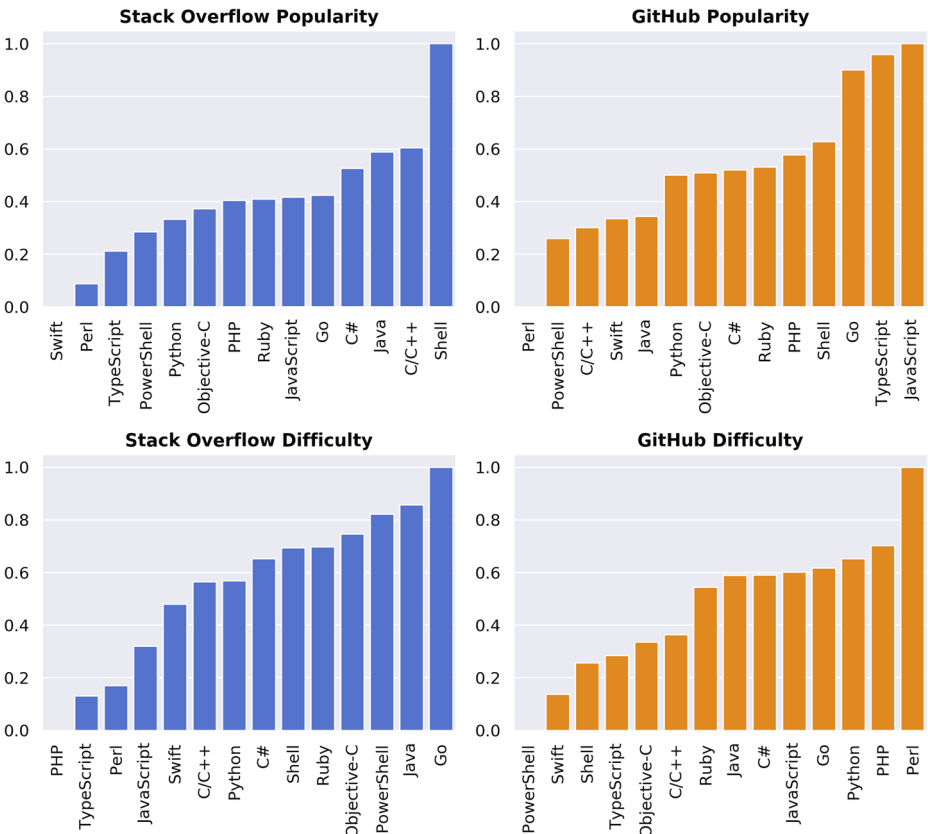 Stack Overflow Popularity
1.0
0.8
0.6
0.4
0.2
0.0
Swift
Perl
TypeScript
PowerShell
Python
Objective-C
PHP
Ruby
JavaScript
Go
C#
Java
C/C++
Shell
GitHub Popularity
1.0
0.8
0.6
0.4
0.2
0.0
Perl
PowerShell
C/C++
Swift
Java
Python
Objective-C
C#
Ruby
PHP
Shell
Go
TypeScript
JavaScript
Stack Overflow Difficulty
1.0
0.8
0.6
0.4
0.2
0.0
PHP
TypeScript
Perl
JavaScript
Swift
C/C++
Python
C#
Shell
Ruby
Objective-C
PowerShell
Java
Go
GitHub Difficulty
1.0
0.8
0.6
0.4
0.2
0.0
PowerShell
Swift
Shell
TypeScript
Objective-C
C/C++
Ruby
Java
C#
JavaScript
Go
Python
PHP
Perl